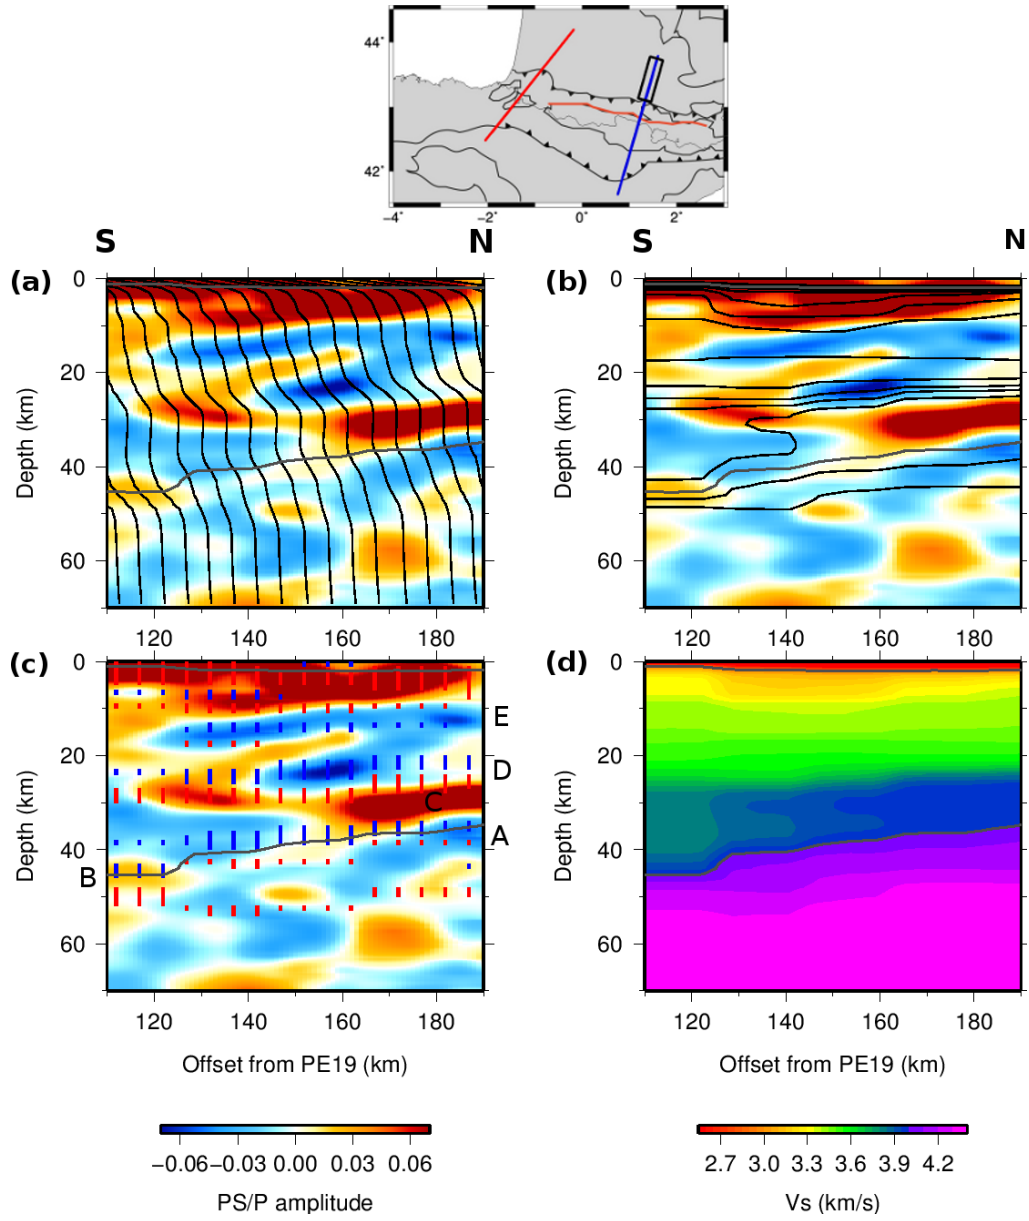 44°
42°
−4° −2° 0° 2°
S N S N
(a) (b)
0 0
20 20
40 40
60 60
Depth (km) Depth (km)
120 140 160 180 120 140 160 180
(c) (d)
0 0
20 20
40 40
60 60
Depth (km) Depth (km)
E
D
C
A
B
120 140 160 180 120 140 160 180
Offset from PE19 (km) Offset from PE19 (km)
−0.06 −0.03 0.00 0.03 0.06 2.7 3.0 3.3 3.6 3.9 4.2
PS/P amplitude Vs (km/s)